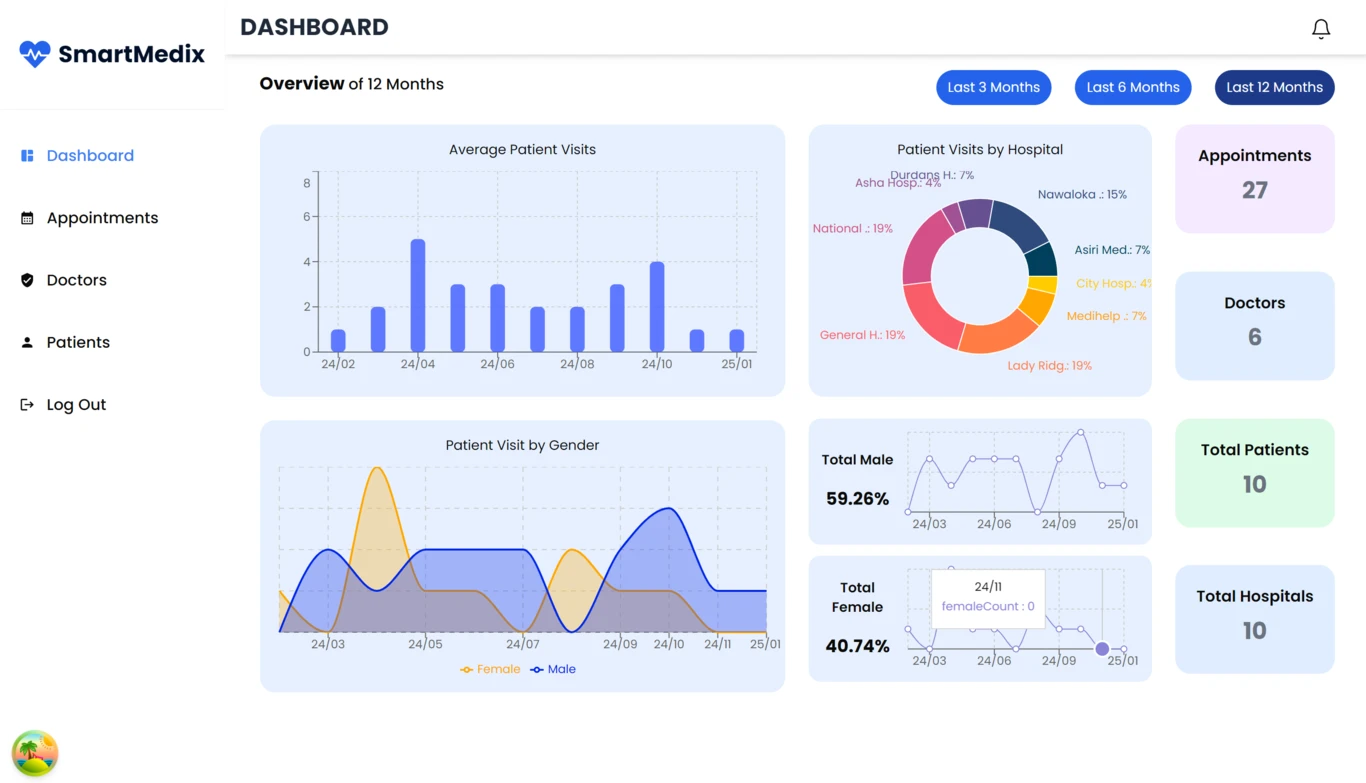 SmartMedix
DASHBOARD
Dashboard
Appointments
Doctors
Patients
Log Out
Overview of 12 Months
Last 3 Months
Last 6 Months
Last 12 Months
Average Patient Visits
8
6
4
2
0
24/02
24/04
24/06
24/08
24/10
25/01
Patient Visits by Hospital
Durdans H.: 7%
Asha Hosp.: 4%
Nawaloka .: 15%
National .: 19%
Asiri Med.: 7%
City Hosp.: 4%
Medihelp .: 7%
General H.: 19%
Lady Ridg.: 19%
Appointments
27
Doctors
6
Patient Visit by Gender
24/03
24/05
24/07
24/09
24/10
24/11
25/01
Female
Male
Total Male
59.26%
24/03
24/06
24/09
25/01
Total
Female
40.74%
24/11
femaleCount : 0
24/03
24/06
24/09
25/01
Total Patients
10
Total Hospitals
10